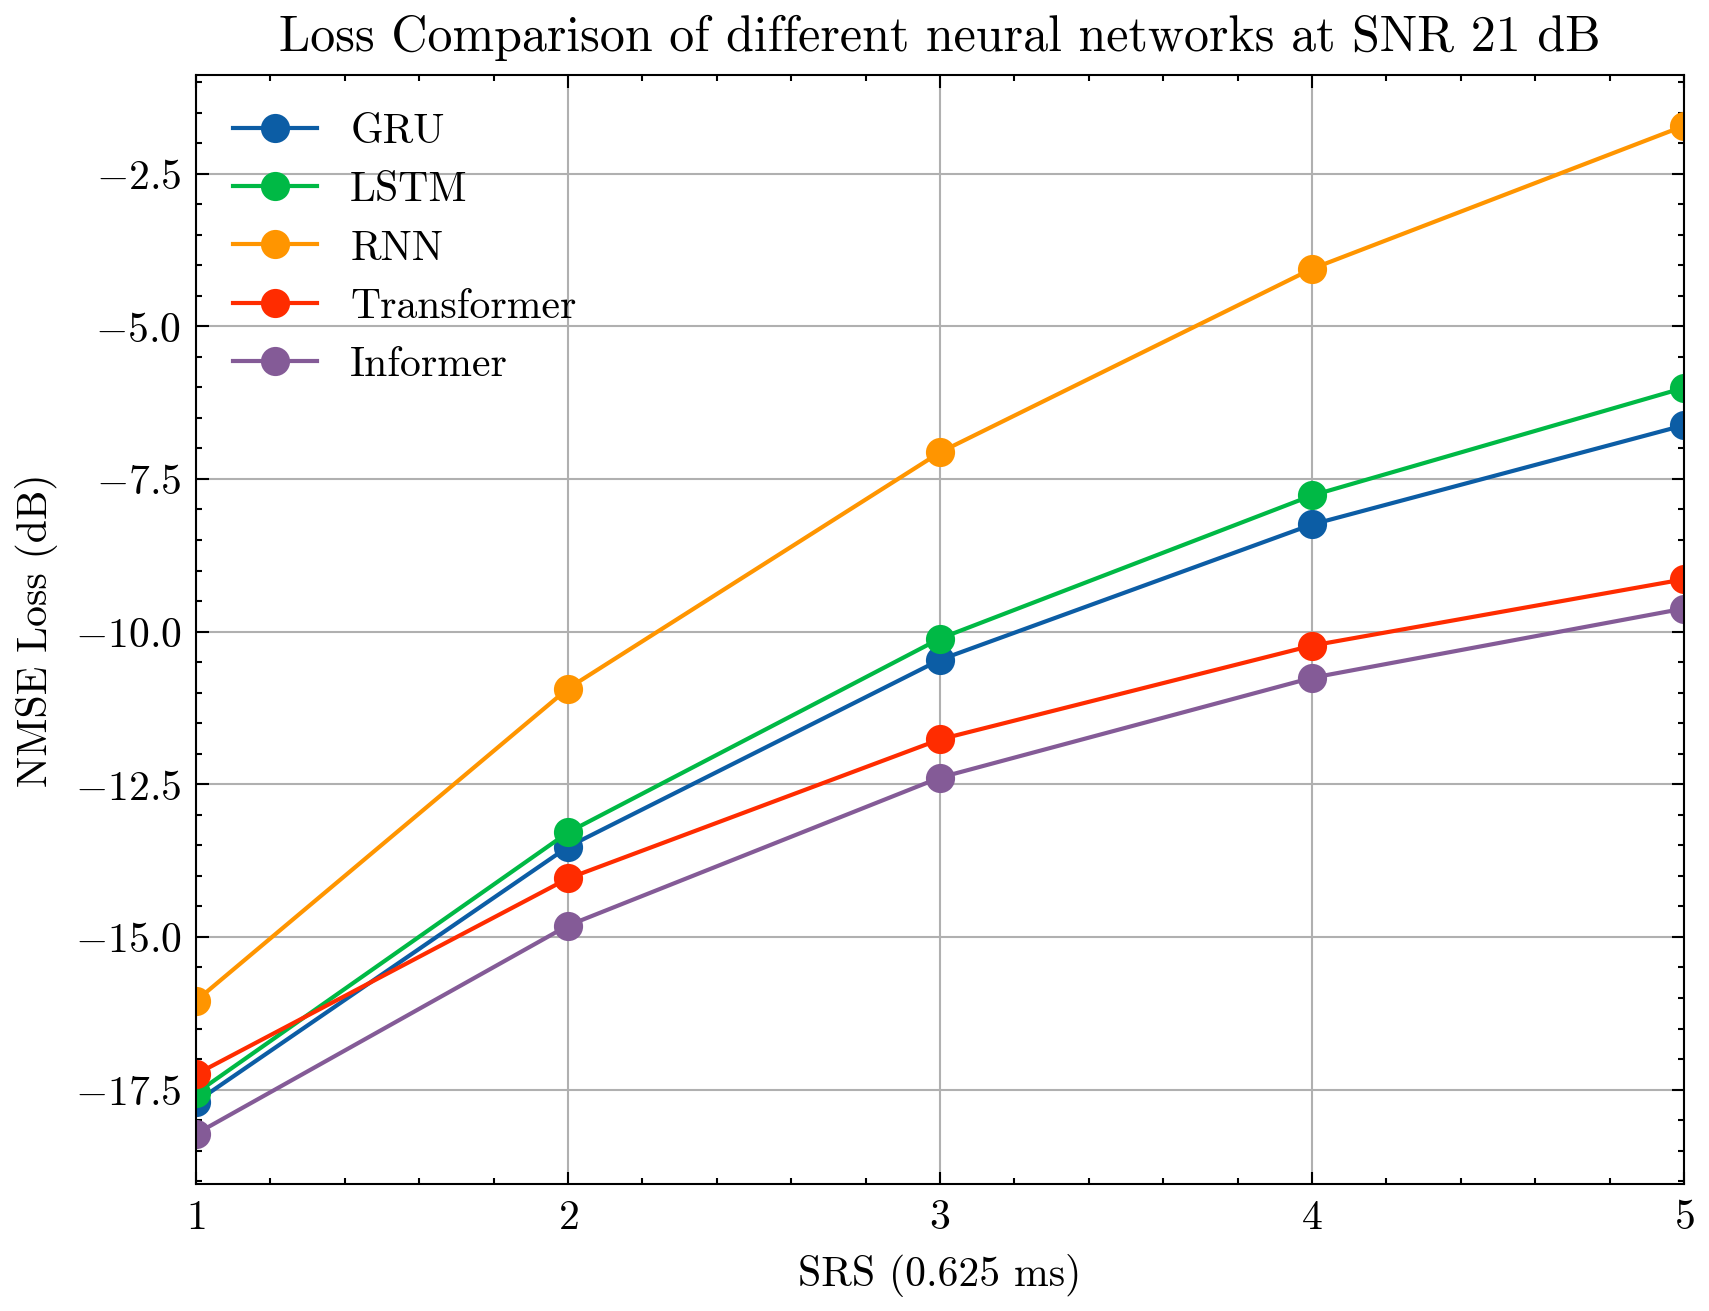 Loss Comparison of different neural networks at SNR 21 dB
GRU
LSTM
RNN
Transformer
Informer
−2.5
−5.0
−7.5
−10.0
−12.5
−15.0
−17.5
NMSE Loss (dB)
1 2 3 4 5
SRS (0.625 ms)